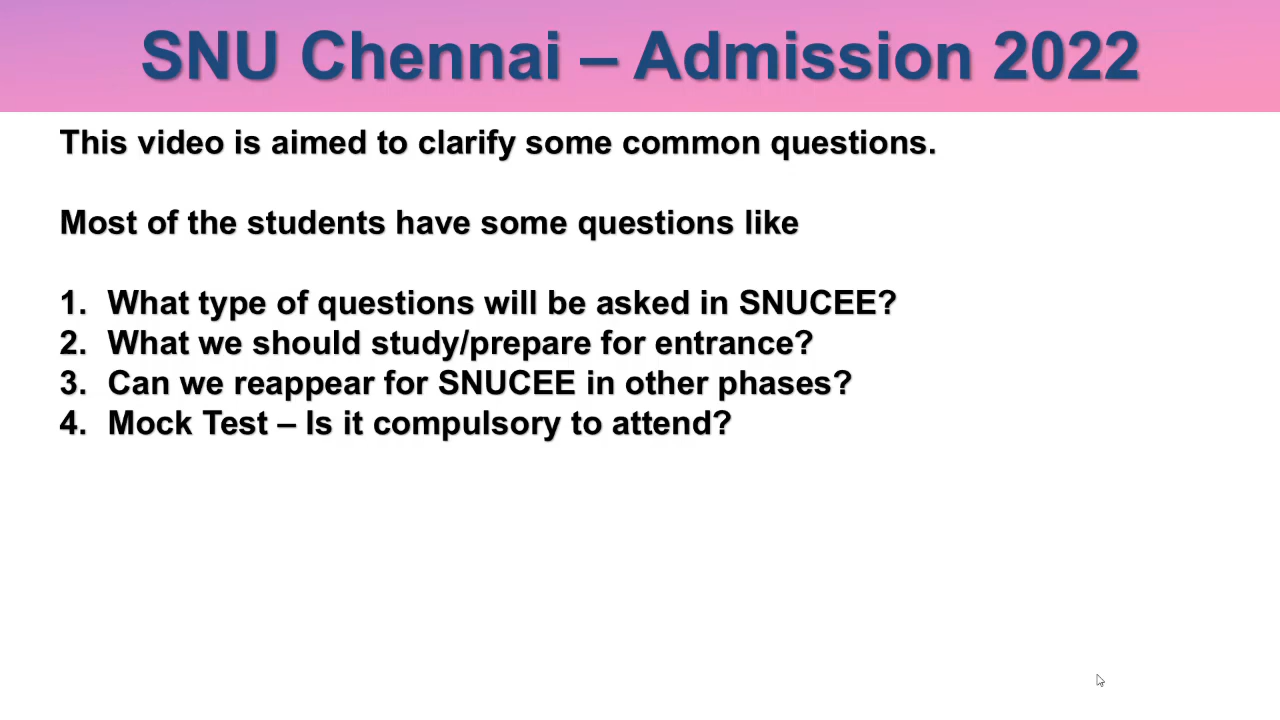 SNU Chennai – Admission 2022
This video is aimed to clarify some common questions.
Most of the students have some questions like
1. What type of questions will be asked in SNUCEE?
2. What we should study/prepare for entrance?
3. Can we reappear for SNUCEE in other phases?
4. Mock Test – Is it compulsory to attend?